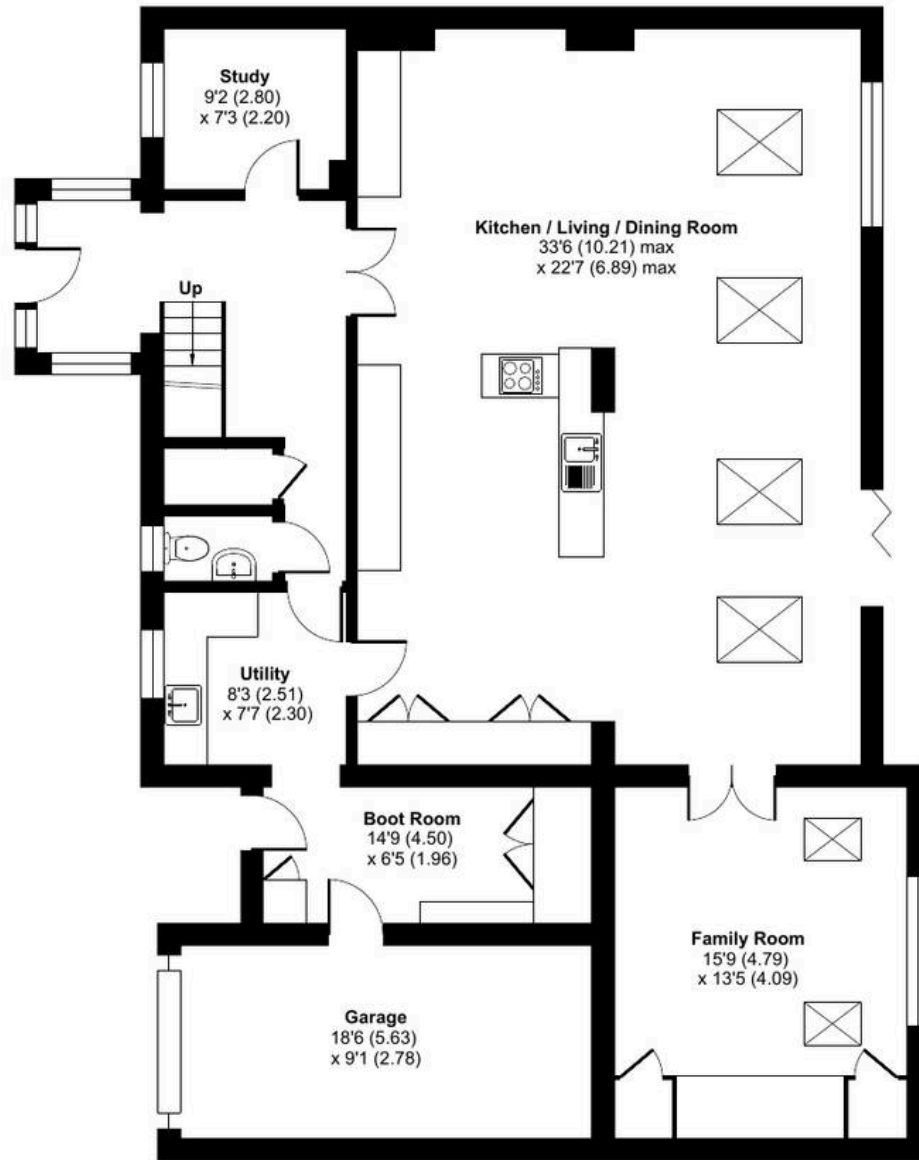 Study
9'2 (2.80)
x 7'3 (2.20)
Kitchen / Living / Dining Room
33'6 (10.21) max
x 22'7 (6.89) max
Up
Utility
8'3 (2.51)
x 7'7 (2.30)
Boot Room
14'9 (4.50)
x 6'5 (1.96)
Family Room
15'9 (4.79)
x 13'5 (4.09)
Garage
18'6 (5.63)
x 9'1 (2.78)